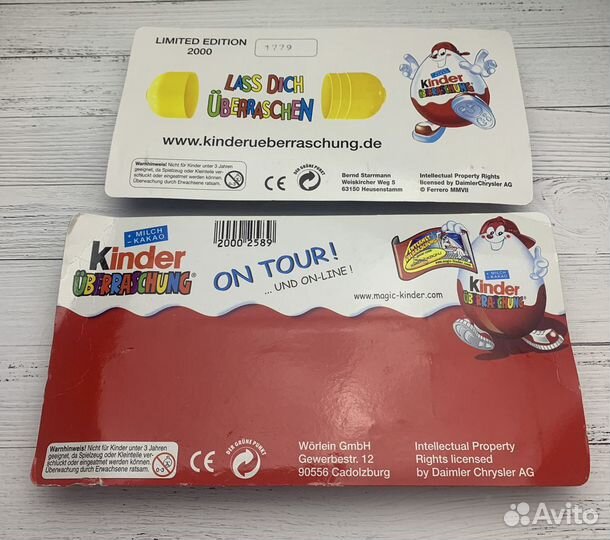 LIMITED EDITION
2000
1779
LASS DICH
ÜBERRASCHEN
www.kinderueberraschung.de
+ MILCH
- KAKAO
Kinder
ÜBERRASCHUNG
Warnhinweis! Nicht für Kinder unter 3 Jahren
geeignet, da Spielzeug oder Kleinteile ver-
schluckt oder eingeatmet werden können.
Überwachung durch Erwachsene ratsam.
0-3
CE
DER GRÜNE PUNKT
Bernd Starrmann
Weiskircher Weg 5
63150 Heusenstamm
Intellectual Property Rights
licensed by DaimlerChrysler AG
© Ferrero MMVII
+ MILCH
- KAKAO
Kinder
ÜBERRASCHUNG®
2000 2589
ON TOUR!
... UND ON-LINE !
www.magic-kinder.com
+ MILCH
- KAKAO
Kinder
ÜBERRASCHUNG
Warnhinweis! Nicht für Kinder unter 3 Jahren
geeignet, da Spielzeug oder Kleinteile ver-
schluckt oder eingeatmet werden können.
Überwachung durch Erwachsene ratsam.
0-3
CE
DER GRÜNE PUNKT
Wörlein GmbH
Gewerbestr. 12
90556 Cadolzburg
Intellectual Property
Rights licensed
by Daimler Chrysler AG
Avito